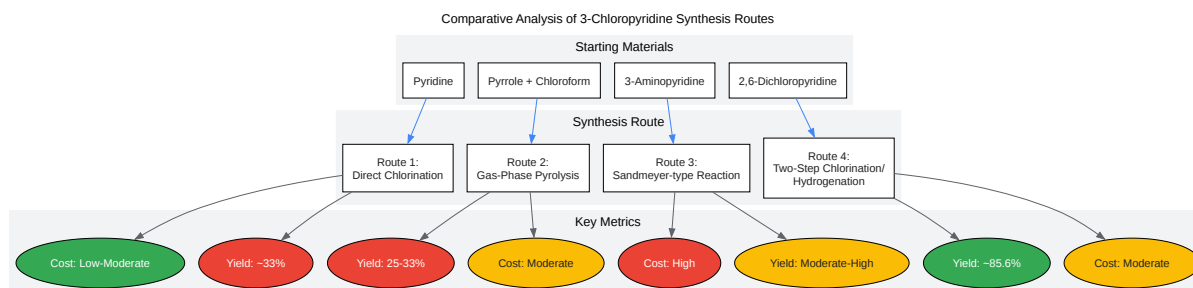 Comparative Analysis of 3-Chloropyridine Synthesis Routes
Starting Materials
Pyridine
Pyrrole + Chloroform
3-Aminopyridine
2,6-Dichloropyridine
Synthesis Route
Route 1:
Direct Chlorination
Route 2:
Gas-Phase Pyrolysis
Route 3:
Sandmeyer-type Reaction
Route 4:
Two-Step Chlorination/
Hydrogenation
Key Metrics
Cost: Low-Moderate
Yield: ~33%
Yield: 25-33%
Cost: Moderate
Cost: High
Yield: Moderate-High
Yield: ~85.6%
Cost: Moderate